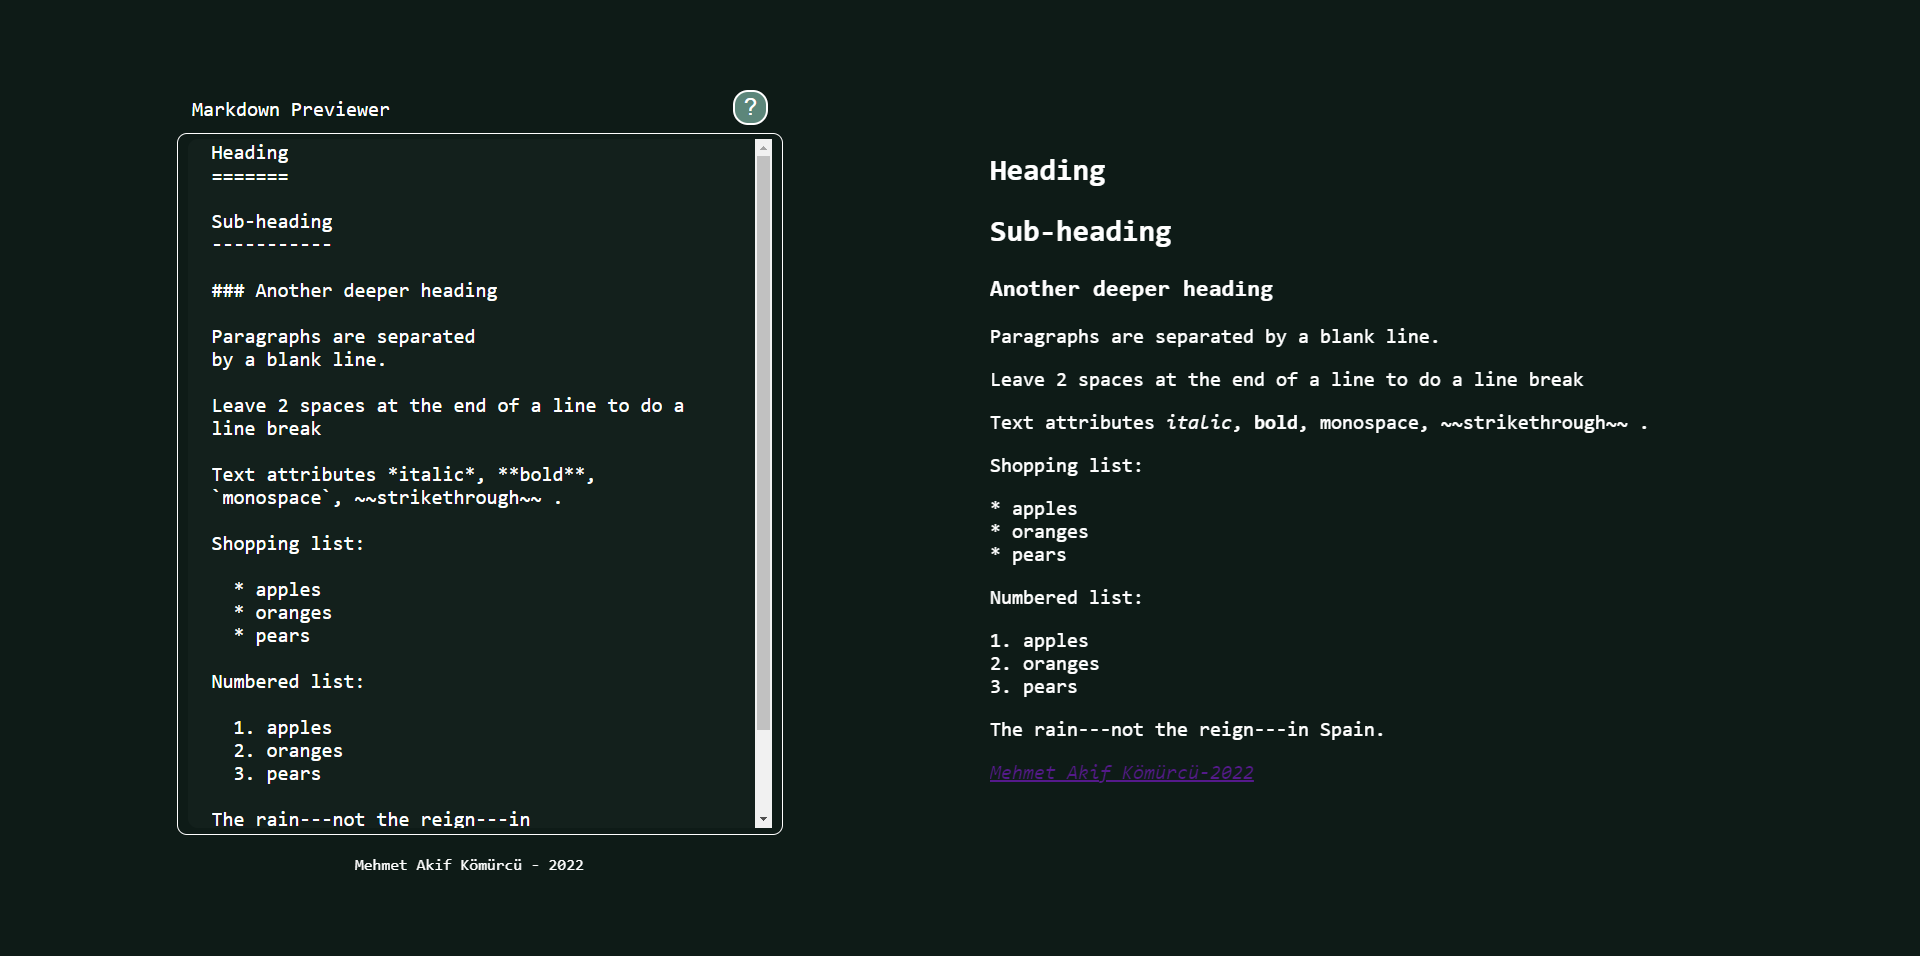 Markdown Previewer
?
Heading
=======
Sub-heading
-----------
### Another deeper heading
Paragraphs are separated
by a blank line.
Leave 2 spaces at the end of a line to do a
line break
Text attributes *italic*, **bold**,
`monospace`, ~~strikethrough~~ .
Shopping list:
* apples
* oranges
* pears
Numbered list:
1. apples
2. oranges
3. pears
The rain---not the reign---in
Mehmet Akif Kömürcü - 2022
Heading
Sub-heading
Another deeper heading
Paragraphs are separated by a blank line.
Leave 2 spaces at the end of a line to do a line break
Text attributes italic, bold, monospace, ~~strikethrough~~ .
Shopping list:
* apples
* oranges
* pears
Numbered list:
1. apples
2. oranges
3. pears
The rain---not the reign---in Spain.
Mehmet Akif Kömürcü-2022